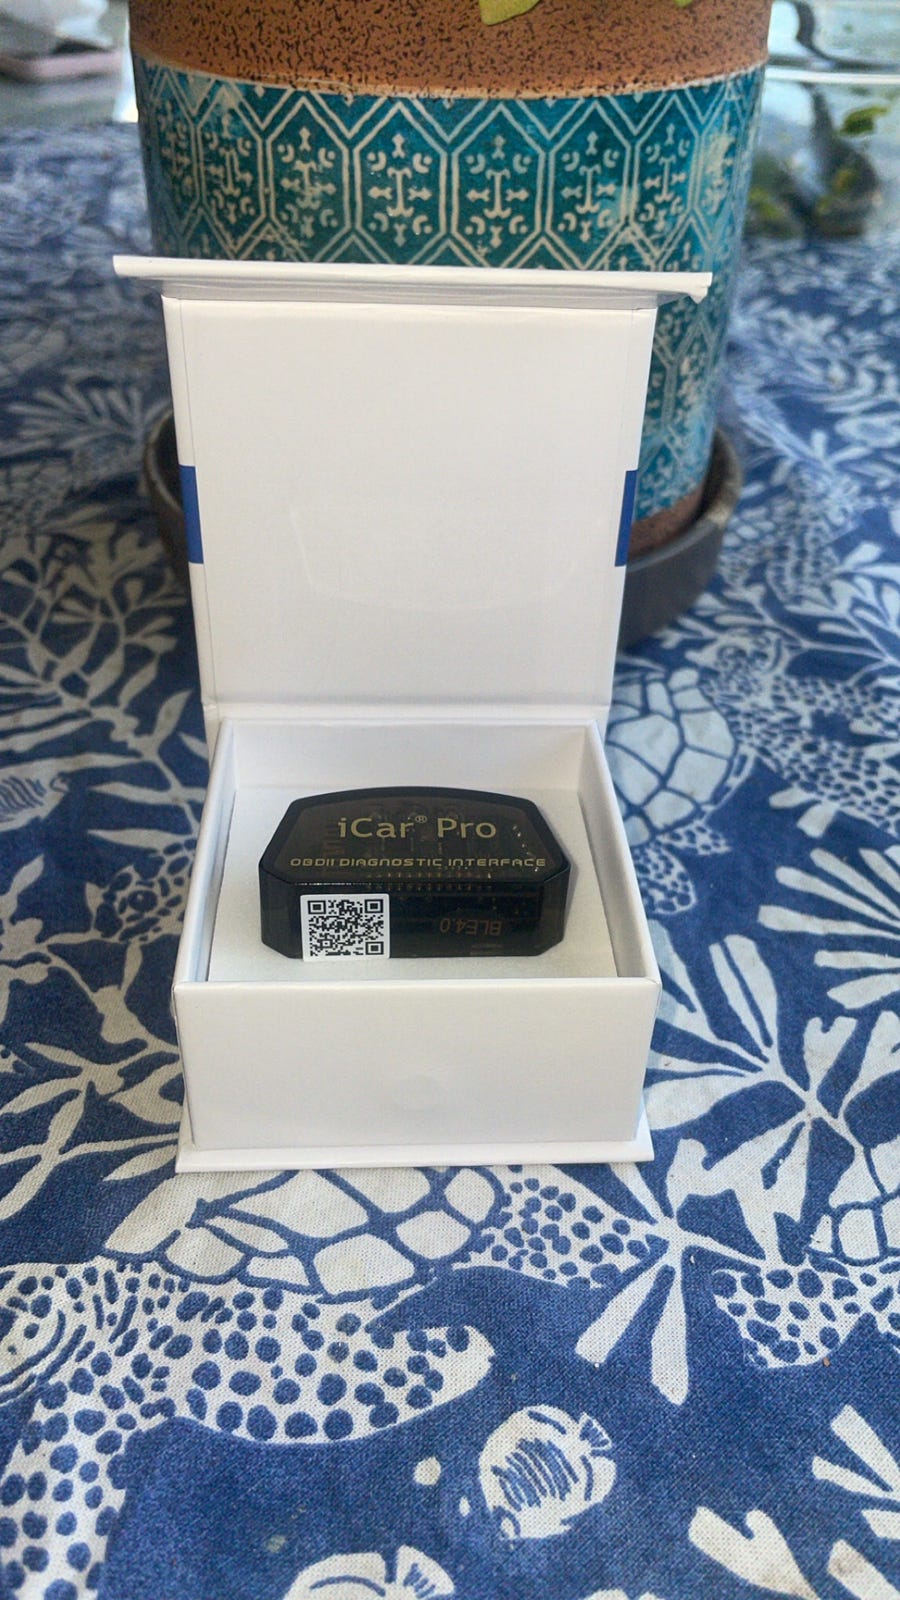 iCar® Pro
OBDII DIAGNOSTIC INTERFACE
BLE4.0